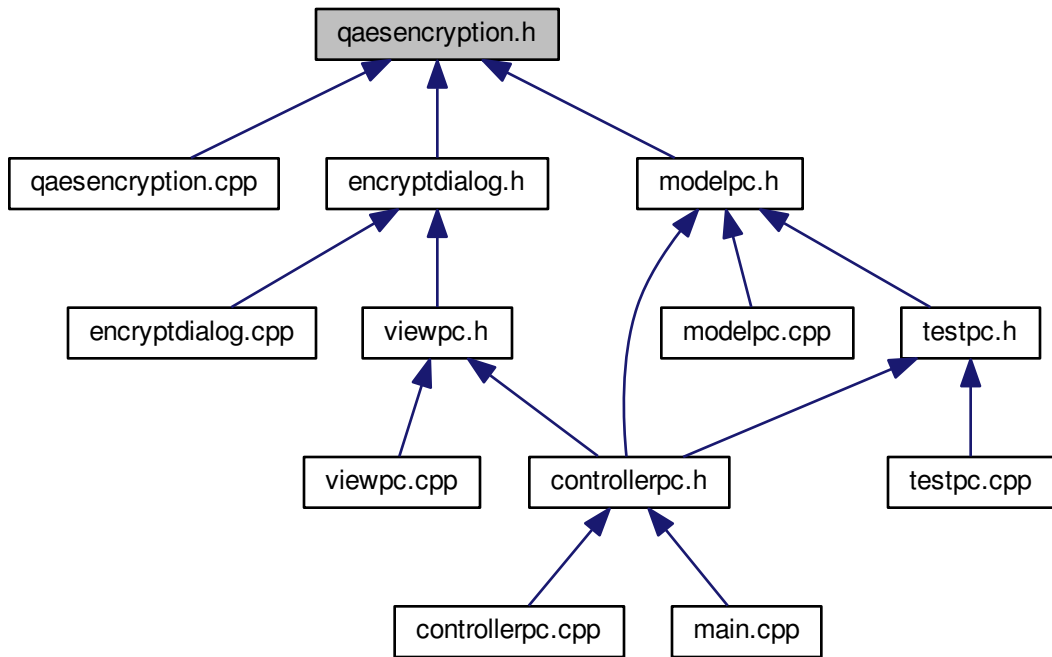 qaesencryption.h
qaesencryption.cpp
encryptdialog.h
modelpc.h
encryptdialog.cpp
viewpc.h
modelpc.cpp
testpc.h
viewpc.cpp
controllerpc.h
testpc.cpp
controllerpc.cpp
main.cpp